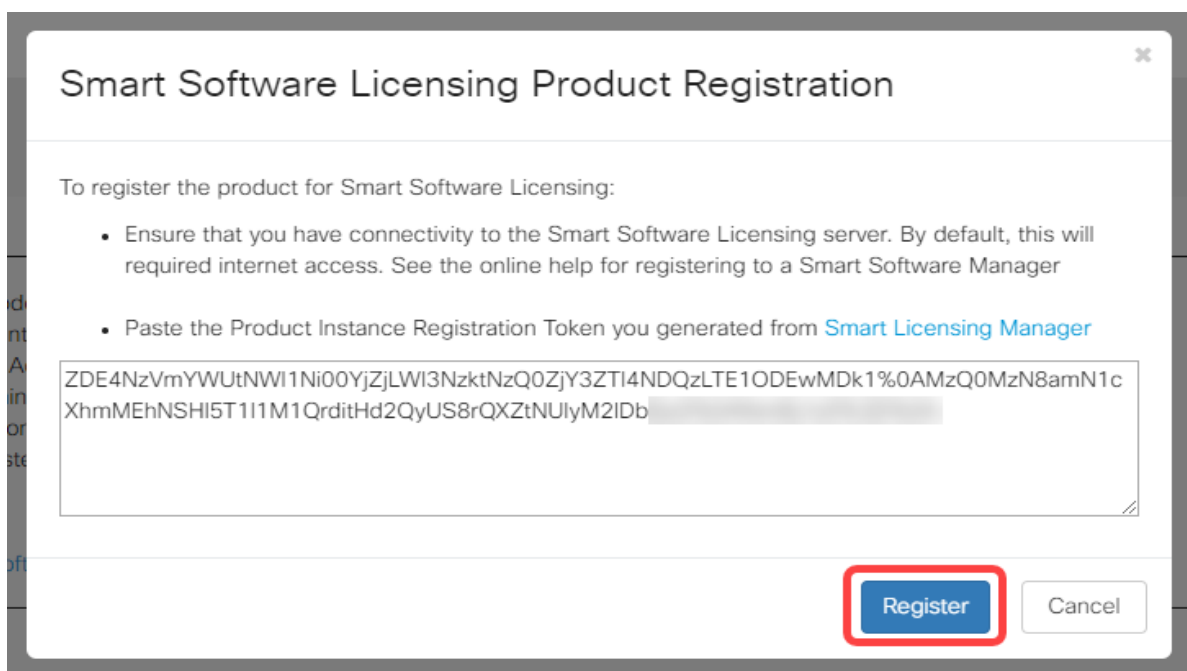 Smart Software Licensing Product Registration
To register the product for Smart Software Licensing:
• Ensure that you have connectivity to the Smart Software Licensing server. By default, this will
required internet access. See the online help for registering to a Smart Software Manager
• Paste the Product Instance Registration Token you generated from Smart Licensing Manager
ZDE4NzVmYWUtNWI1Ni00YjZjLWI3NzktNzQ0ZjY3ZTI4NDQzLTE1ODEwMDk1%0AMzQ0MzN8amN1c
XhmMEhNSHI5T1I1M1QrditHd2QyUS8rQXZtNUlyM2lDb
Register Cancel